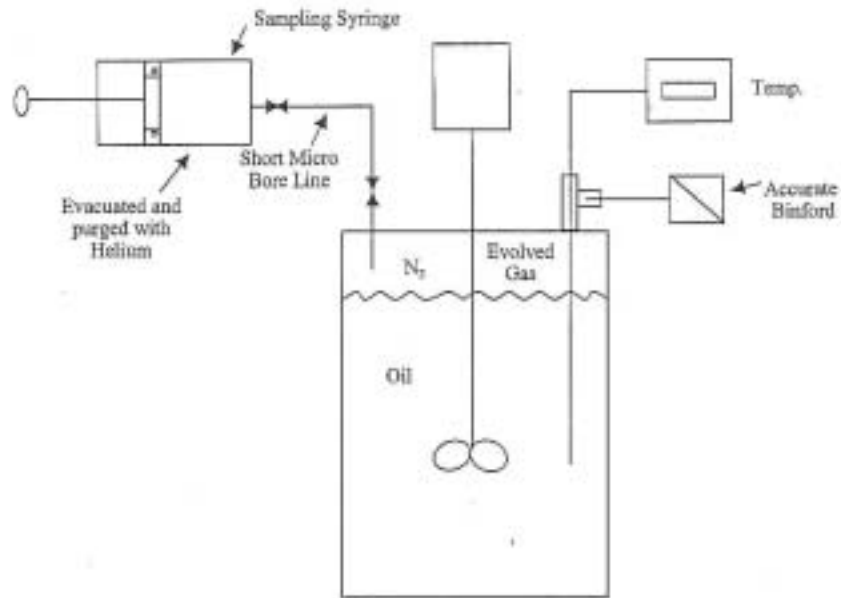 Sampling Syringe
Temp.
Short Micro
Bore Line
Accurate
Binford
Evacuated and
purged with
Helium
N₂
Evolved
Gas
Oil